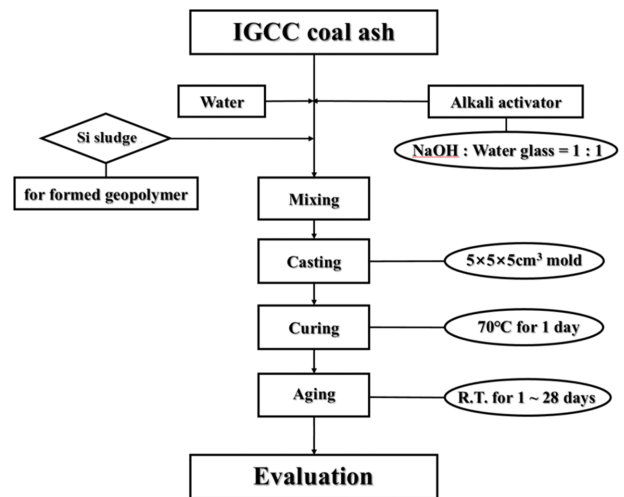 IGCC coal ash
Water
Alkali activator
Si sludge
NaOH : Water glass = 1 : 1
for formed geopolymer
Mixing
Casting
5×5×5cm³ mold
Curing
70°C for 1 day
Aging
R.T. for 1 ~ 28 days
Evaluation